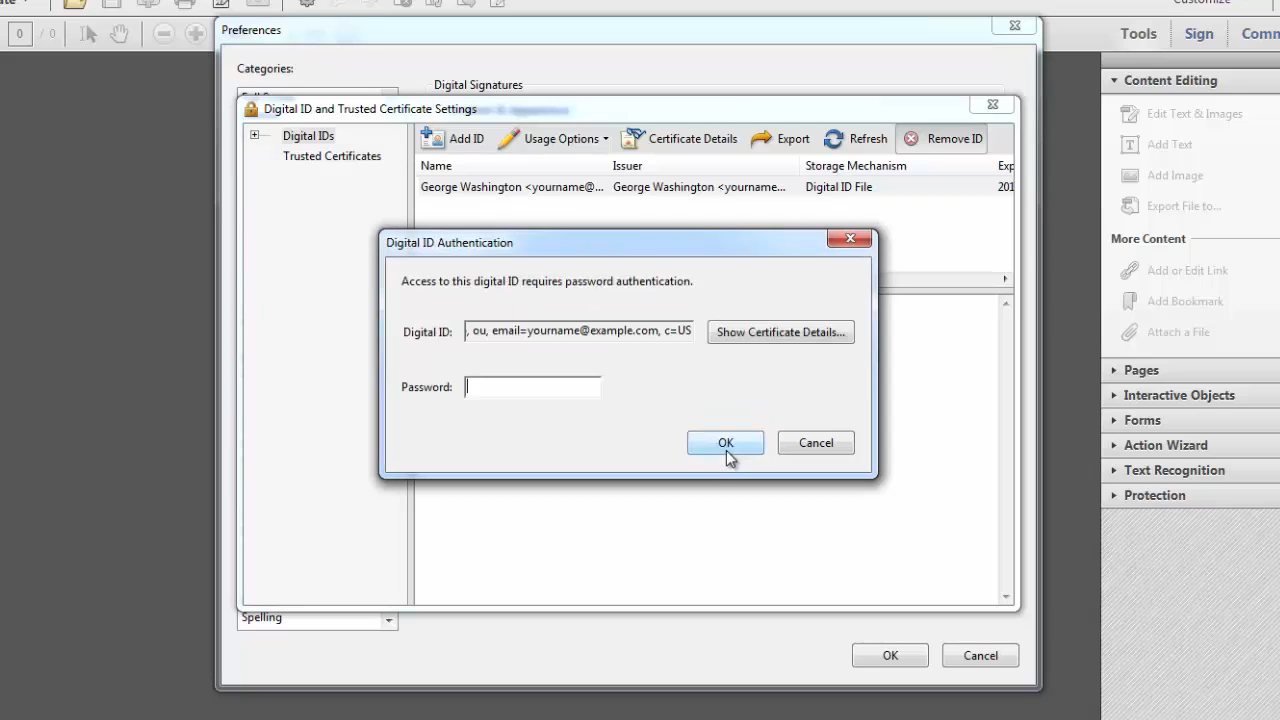 Customize
0 / 0
Tools
Sign
Comm
Preferences
Categories:
Digital Signatures
Digital ID and Trusted Certificate Settings
Digital IDs
Trusted Certificates
Add ID
Usage Options
Certificate Details
Export
Refresh
Remove ID
Name
Issuer
Storage Mechanism
Exp
George Washington <yourname@...
George Washington <yourname...
Digital ID File
201
Digital ID Authentication
Access to this digital ID requires password authentication.
Digital ID:
, ou, email=yourname@example.com, c=US
Show Certificate Details...
Password:
OK
Cancel
Spelling
OK
Cancel
Content Editing
Edit Text & Images
Add Text
Add Image
Export File to...
More Content
Add or Edit Link
Add Bookmark
Attach a File
Pages
Interactive Objects
Forms
Action Wizard
Text Recognition
Protection